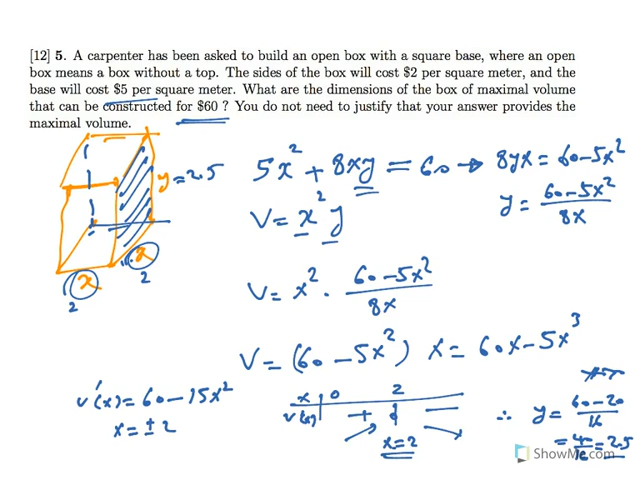 [12] 5. A carpenter has been asked to build an open box with a square base, where an open
box means a box without a top. The sides of the box will cost $2 per square meter, and the
base will cost $5 per square meter. What are the dimensions of the box of maximal volume
that can be constructed for $60 ? You do not need to justify that your answer provides the
maximal volume.
y = 2.5
x
2
x
2
5x² + 8xy = 60 → 8yx = 60-5x²
y = (60-5x²)/8x
V = x²y
V = x² · (60-5x²)/8x
V = (60-5x²) x = 60x-5x³
v'(x) = 60-15x²
x = ±2
x 0 2
+ —
x=2
∴ y = (60-20)/16
= 40/16 = 2.5
ShowMe.com